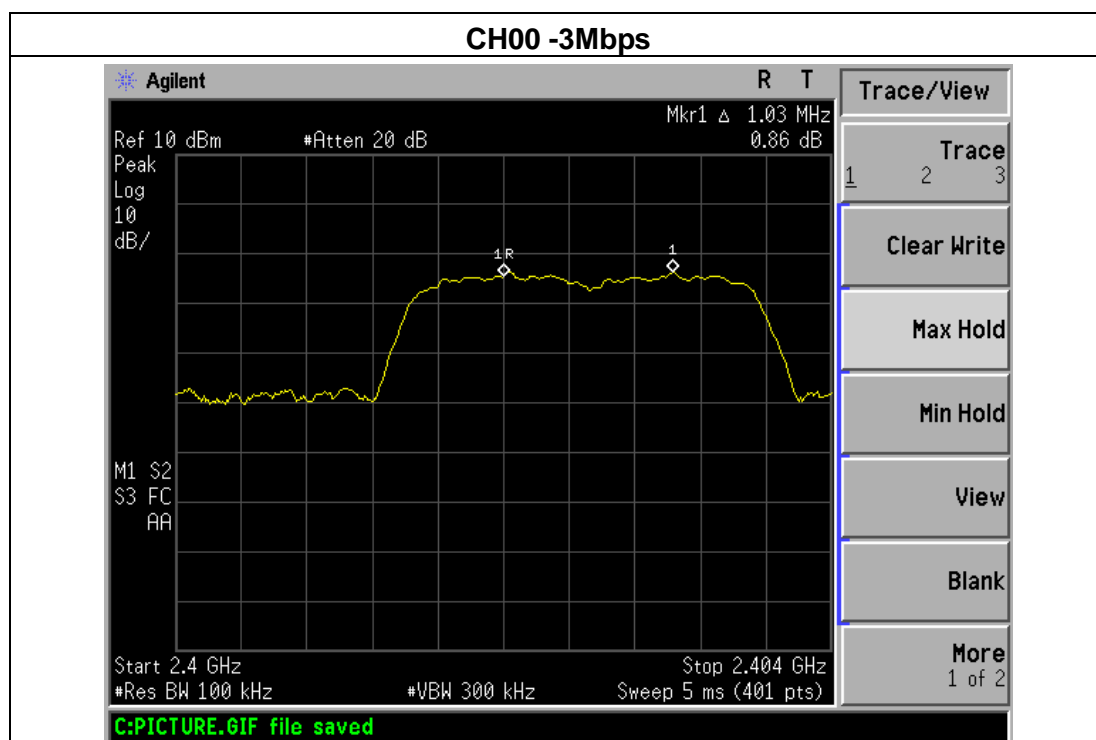 CH00 -3Mbps
Agilent
R T
Mkr1 Δ 1.03 MHz
Ref 10 dBm
#Atten 20 dB
0.86 dB
Peak
Log
10
dB/
1R
1
M1 S2
S3 FC
AA
Start 2.4 GHz
Stop 2.404 GHz
#Res BW 100 kHz
#VBW 300 kHz
Sweep 5 ms (401 pts)
C:PICTURE.GIF file saved
Trace/View
Trace
1 2 3
Clear Write
Max Hold
Min Hold
View
Blank
More
1 of 2